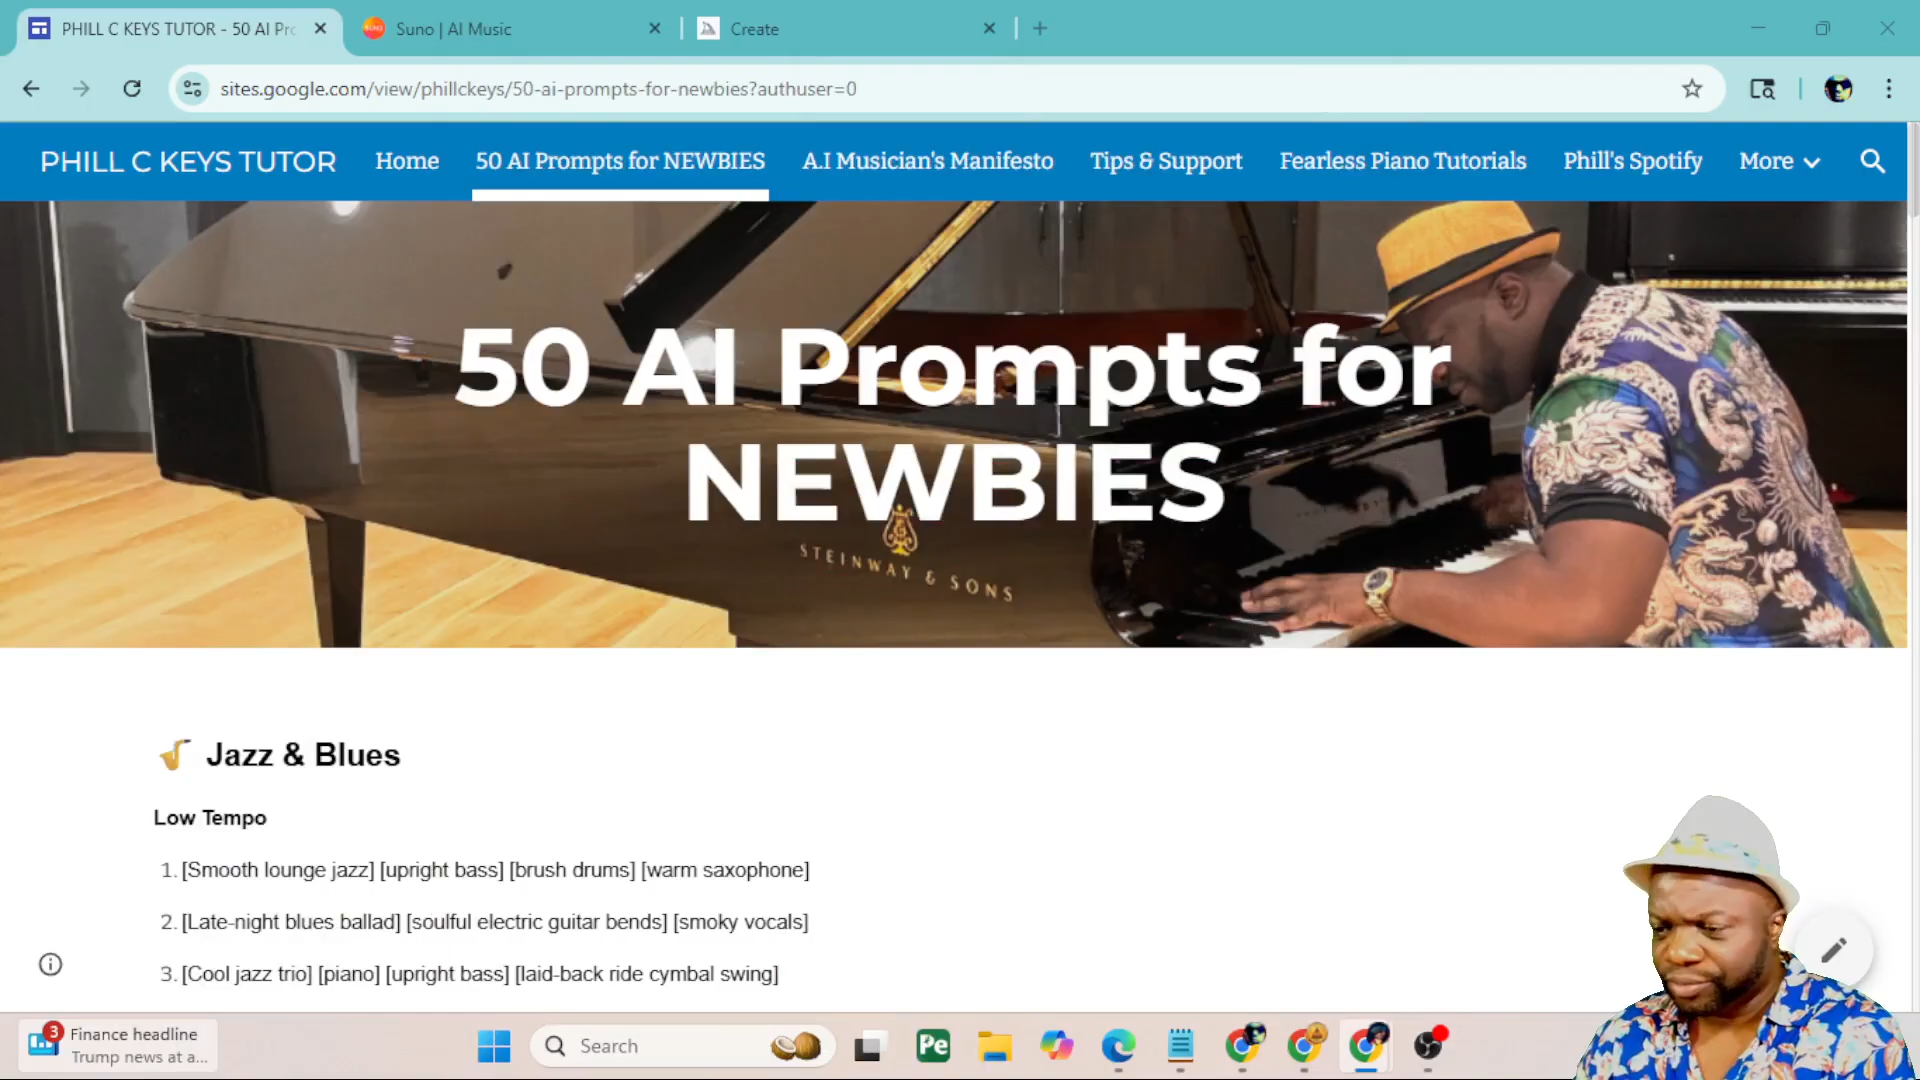 PHILL C KEYS TUTOR - 50 AI Prc
Suno | AI Music
Create
sites.google.com/view/phillckeys/50-ai-prompts-for-newbies?authuser=0
PHILL C KEYS TUTOR
Home
50 AI Prompts for NEWBIES
A.I Musician's Manifesto
Tips & Support
Fearless Piano Tutorials
Phill's Spotify
More
50 AI Prompts for
NEWBIES
STEINWAY & SONS
Jazz & Blues
Low Tempo
1. [Smooth lounge jazz] [upright bass] [brush drums] [warm saxophone]
2. [Late-night blues ballad] [soulful electric guitar bends] [smoky vocals]
3. [Cool jazz trio] [piano] [upright bass] [laid-back ride cymbal swing]
3
Finance headline
Trump news at a...
Search
Pe